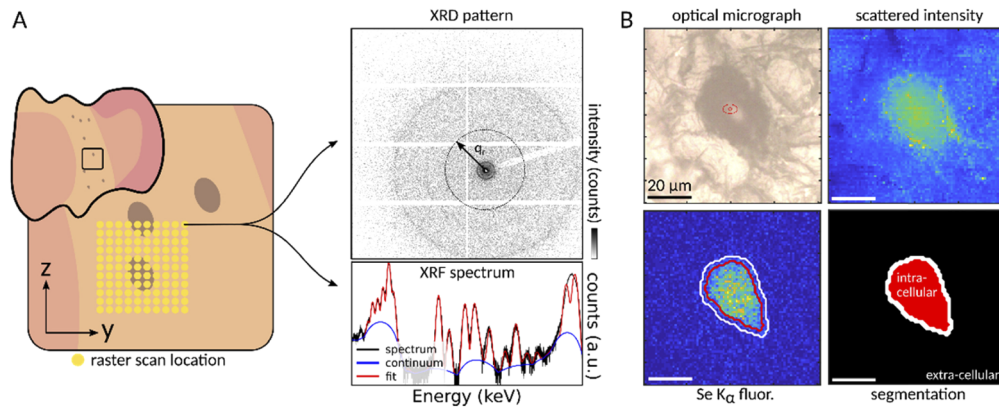 A
XRD pattern
qr
intensity (counts)
z
y
raster scan location
XRF spectrum
spectrum
continuum
fit
counts (a.u.)
Energy (keV)
B
optical micrograph
scattered intensity
20 μm
intra-
cellular
extra-cellular
Se Kα fluor.
segmentation